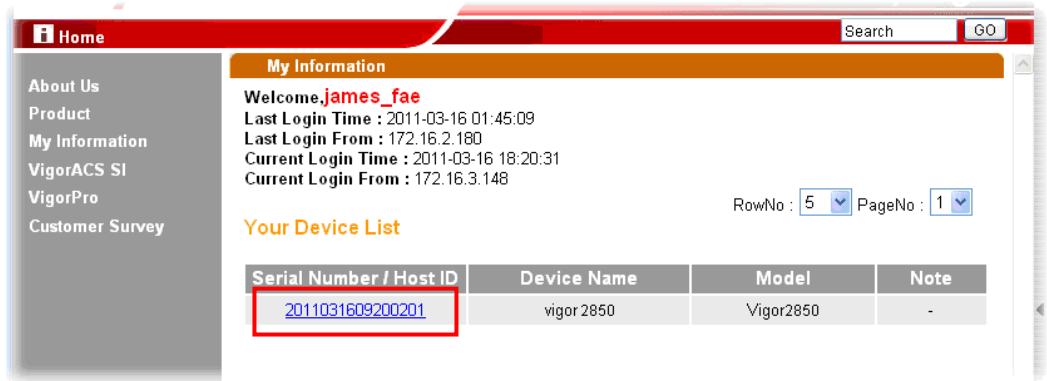 Home
Search GO
About Us
Product
My Information
VigorACS SI
VigorPro
Customer Survey
My Information
Welcome,james_fae
Last Login Time : 2011-03-16 01:45:09
Last Login From : 172.16.2.180
Current Login Time : 2011-03-16 18:20:31
Current Login From : 172.16.3.148
RowNo : 5 PageNo : 1
Your Device List
Serial Number / Host ID Device Name Model Note
2011031609200201 vigor2850 Vigor2850 -